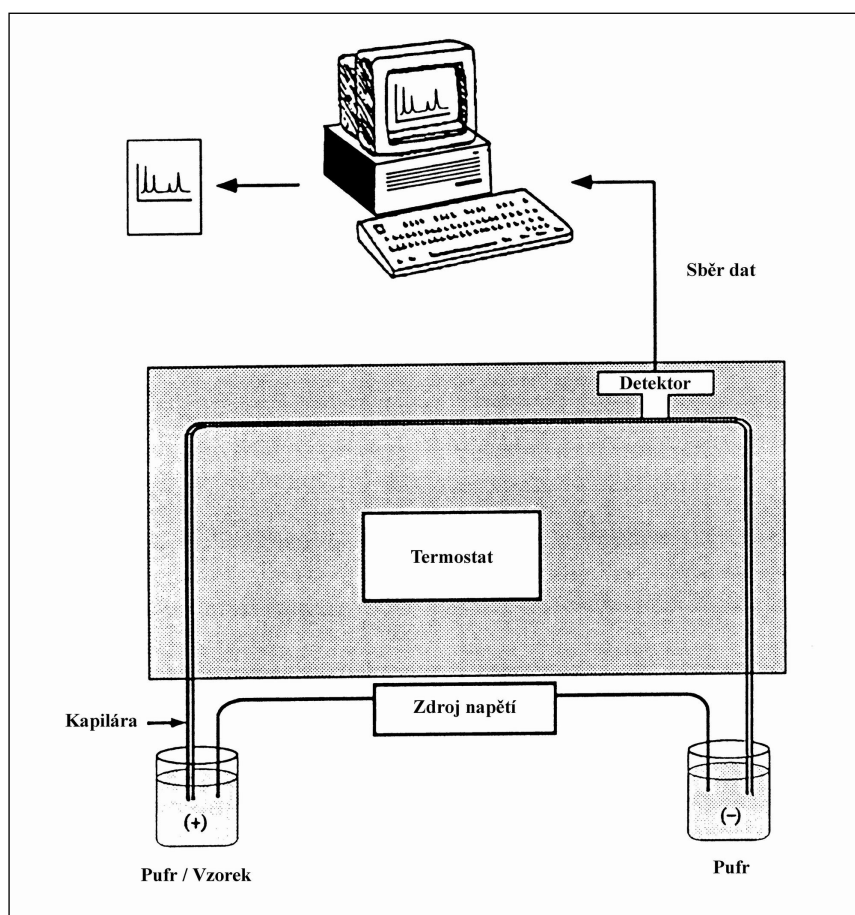 Sběr dat
Detektor
Termostat
Zdroj napětí
Kapilára
(+)
(-)
Pufr / Vzorek
Pufr